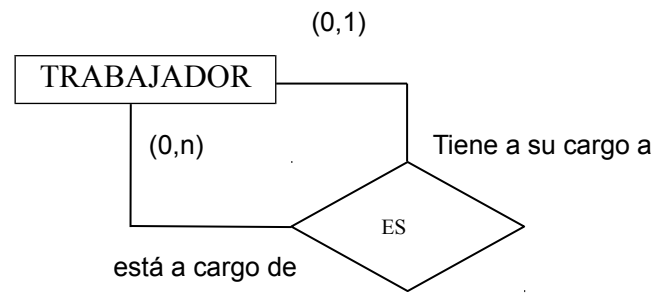 (0,1)
TRABAJADOR
(0,n)
Tiene a su cargo a
ES
está a cargo de